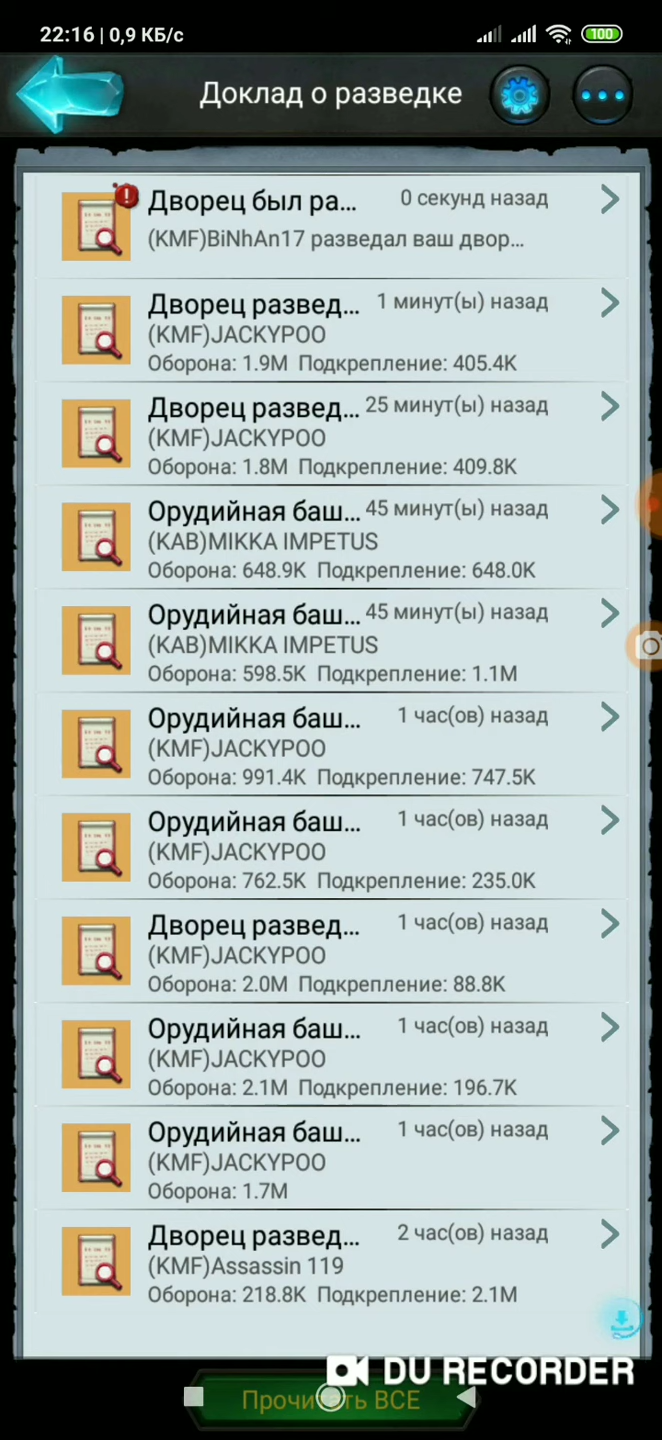 22:16 | 0,9 КБ/с
100
Доклад о разведке
Дворец был ра... 0 секунд назад
(KMF)BiNhAn17 разведал ваш двор...
Дворец развед... 1 минут(ы) назад
(KMF)JACKYPOO
Оборона: 1.9M Подкрепление: 405.4K
Дворец развед... 25 минут(ы) назад
(KMF)JACKYPOO
Оборона: 1.8M Подкрепление: 409.8K
Орудийная баш... 45 минут(ы) назад
(KAB)MIKKA IMPETUS
Оборона: 648.9K Подкрепление: 648.0K
Орудийная баш... 45 минут(ы) назад
(KAB)MIKKA IMPETUS
Оборона: 598.5K Подкрепление: 1.1M
Орудийная баш... 1 час(ов) назад
(KMF)JACKYPOO
Оборона: 991.4K Подкрепление: 747.5K
Орудийная баш... 1 час(ов) назад
(KMF)JACKYPOO
Оборона: 762.5K Подкрепление: 235.0K
Дворец развед... 1 час(ов) назад
(KMF)JACKYPOO
Оборона: 2.0M Подкрепление: 88.8K
Орудийная баш... 1 час(ов) назад
(KMF)JACKYPOO
Оборона: 2.1M Подкрепление: 196.7K
Орудийная баш... 1 час(ов) назад
(KMF)JACKYPOO
Оборона: 1.7M
Дворец развед... 2 час(ов) назад
(KMF)Assassin 119
Оборона: 218.8K Подкрепление: 2.1M
DU RECORDER
Прочитать ВСЕ